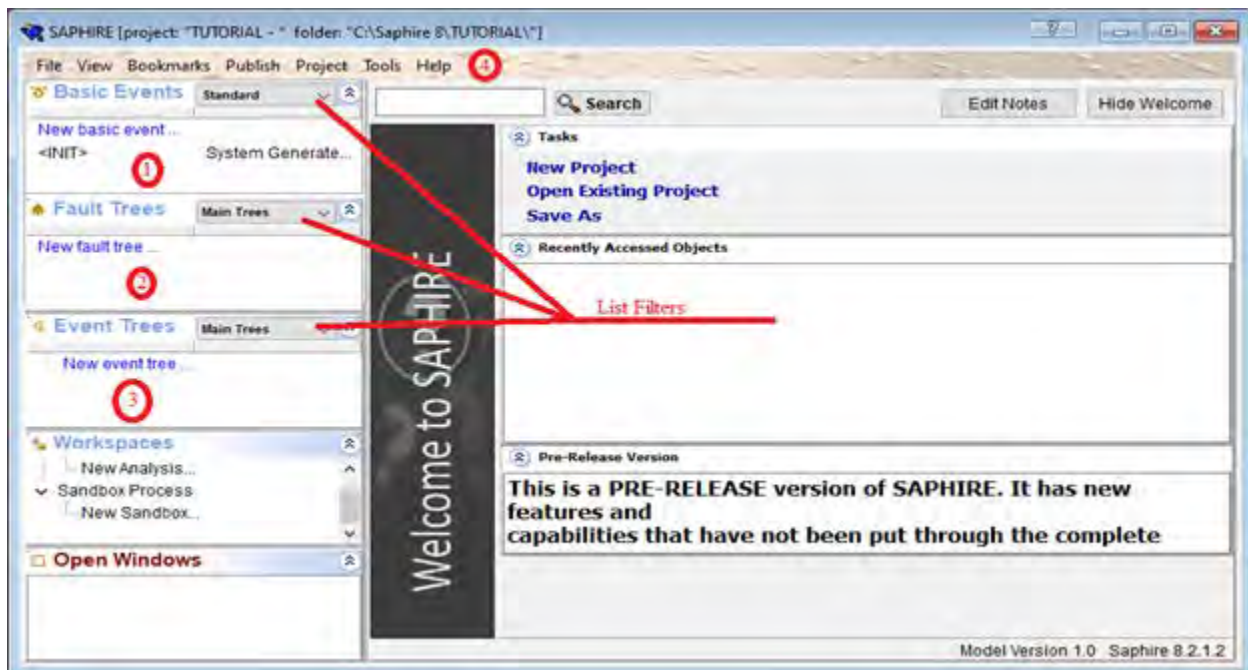 SAPHIRE [project: "TUTORIAL - " folder: "C:\Saphire 8\TUTORIAL\"]
File View Bookmarks Publish Project Tools Help 4
Basic Events Standard
New basic event...
<INIT> System Generate...
1
Fault Trees Main Trees
New fault tree ...
2
Event Trees Main Trees
New event tree ...
3
Workspaces
New Analysis...
Sandbox Process
New Sandbox...
Open Windows
Search
Edit Notes
Hide Welcome
Welcome to SAPHIRE
Tasks
New Project
Open Existing Project
Save As
Recently Accessed Objects
List Filters
Pre-Release Version
This is a PRE-RELEASE version of SAPHIRE. It has new
features and
capabilities that have not been put through the complete
Model Version 1.0 Saphire 8.2.1.2